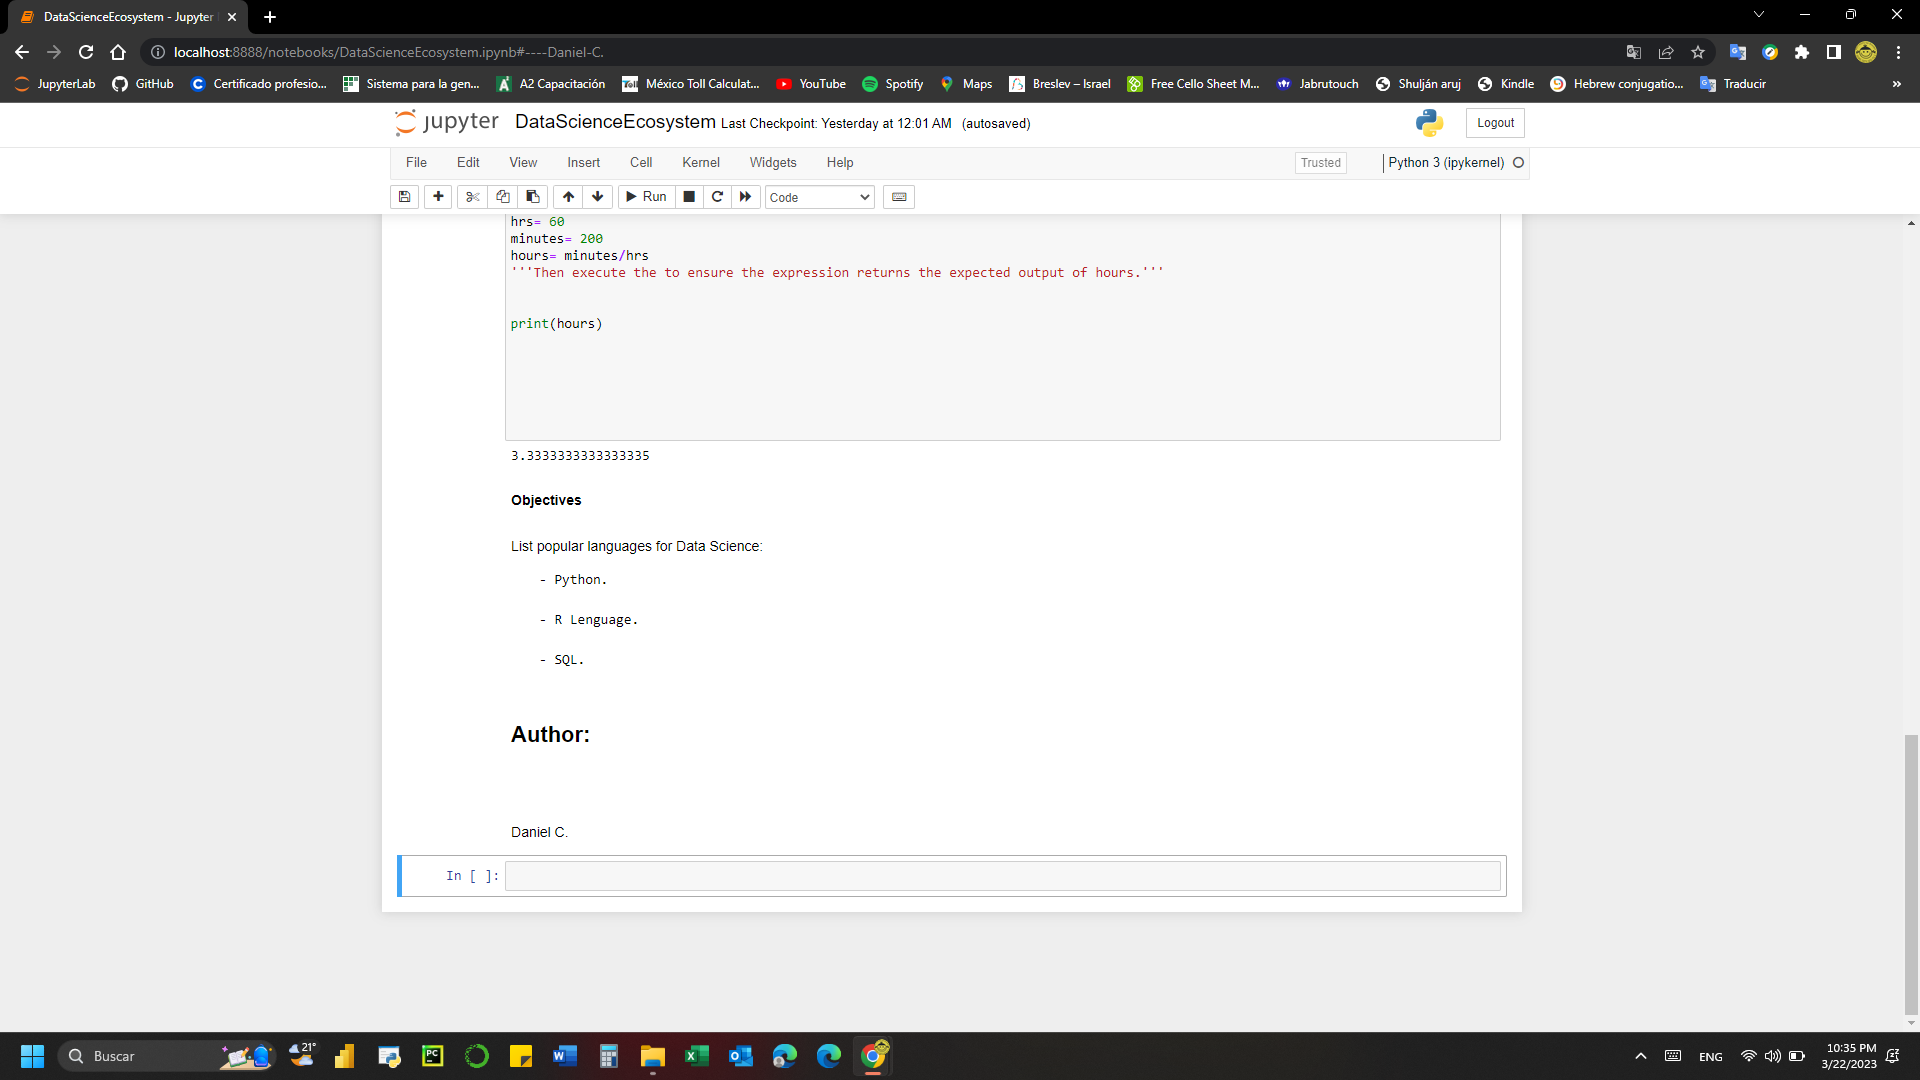 DataScienceEcosystem - Jupyter
localhost:8888/notebooks/DataScienceEcosystem.ipynb#----Daniel-C.
JupyterLab GitHub Certificado profesio... Sistema para la gen... A2 Capacitación México Toll Calculat... YouTube Spotify Maps Breslev – Israel Free Cello Sheet M... Jabrutouch Shulján aruj Kindle Hebrew conjugatio... Traducir »
jupyter DataScienceEcosystem Last Checkpoint: Yesterday at 12:01 AM (autosaved) Logout
File Edit View Insert Cell Kernel Widgets Help Trusted Python 3 (ipykernel)
Run Code
hrs= 60
minutes= 200
hours= minutes/hrs
'''Then execute the to ensure the expression returns the expected output of hours.'''
print(hours)
3.3333333333333335
Objectives
List popular languages for Data Science:
- Python.
- R Lenguage.
- SQL.
Author:
Daniel C.
In [ ]:
Buscar 21° ENG 10:35 PM
3/22/2023